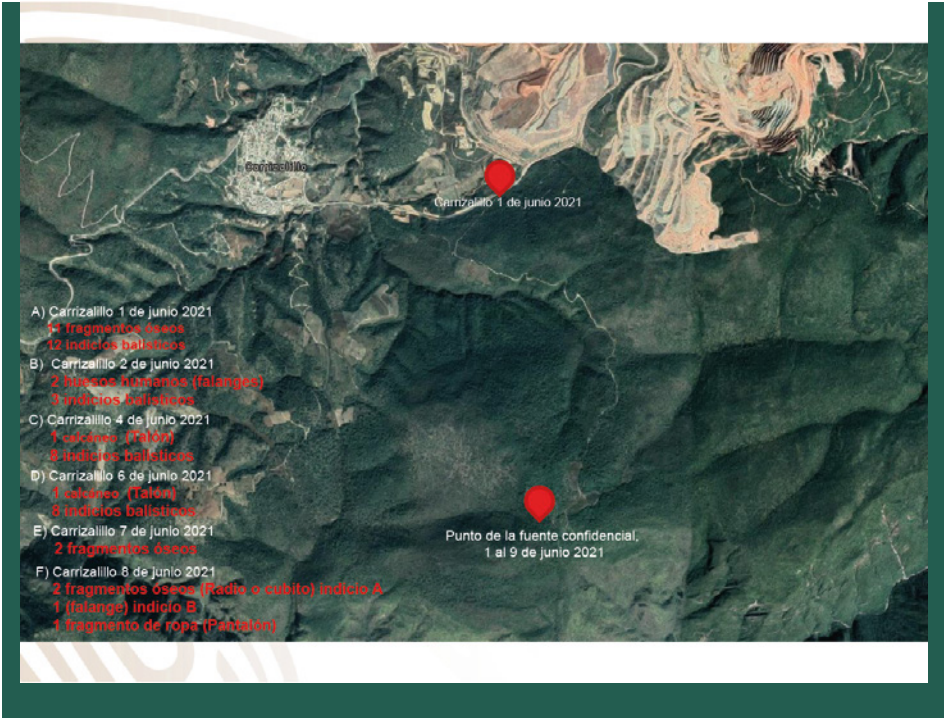 Carrizalillo
Carrizalillo 1 de junio 2021
A) Carrizalillo 1 de junio 2021
11 fragmentos óseos
12 indicios balísticos
B) Carrizalillo 2 de junio 2021
2 huesos humanos (falanges)
3 indicios balísticos
C) Carrizalillo 4 de junio 2021
1 calcáneo (Talón)
8 indicios balísticos
D) Carrizalillo 6 de junio 2021
1 calcáneo (Talón)
8 indicios balísticos
E) Carrizalillo 7 de junio 2021
2 fragmentos óseos
F) Carrizalillo 8 de junio 2021
2 fragmentos óseos (Radio o cubito) indicio A
1 (falange) indicio B
1 fragmento de ropa (Pantalón)
Punto de la fuente confidencial,
1 al 9 de junio 2021